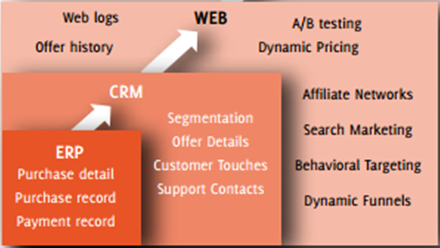 Web logs
WEB
A/B testing
Offer history
Dynamic Pricing
CRM
Affiliate Networks
Segmentation
Search Marketing
Offer Details
ERP
Customer Touches
Behavioral Targeting
Purchase detail
Support Contacts
Purchase record
Dynamic Funnels
Payment record